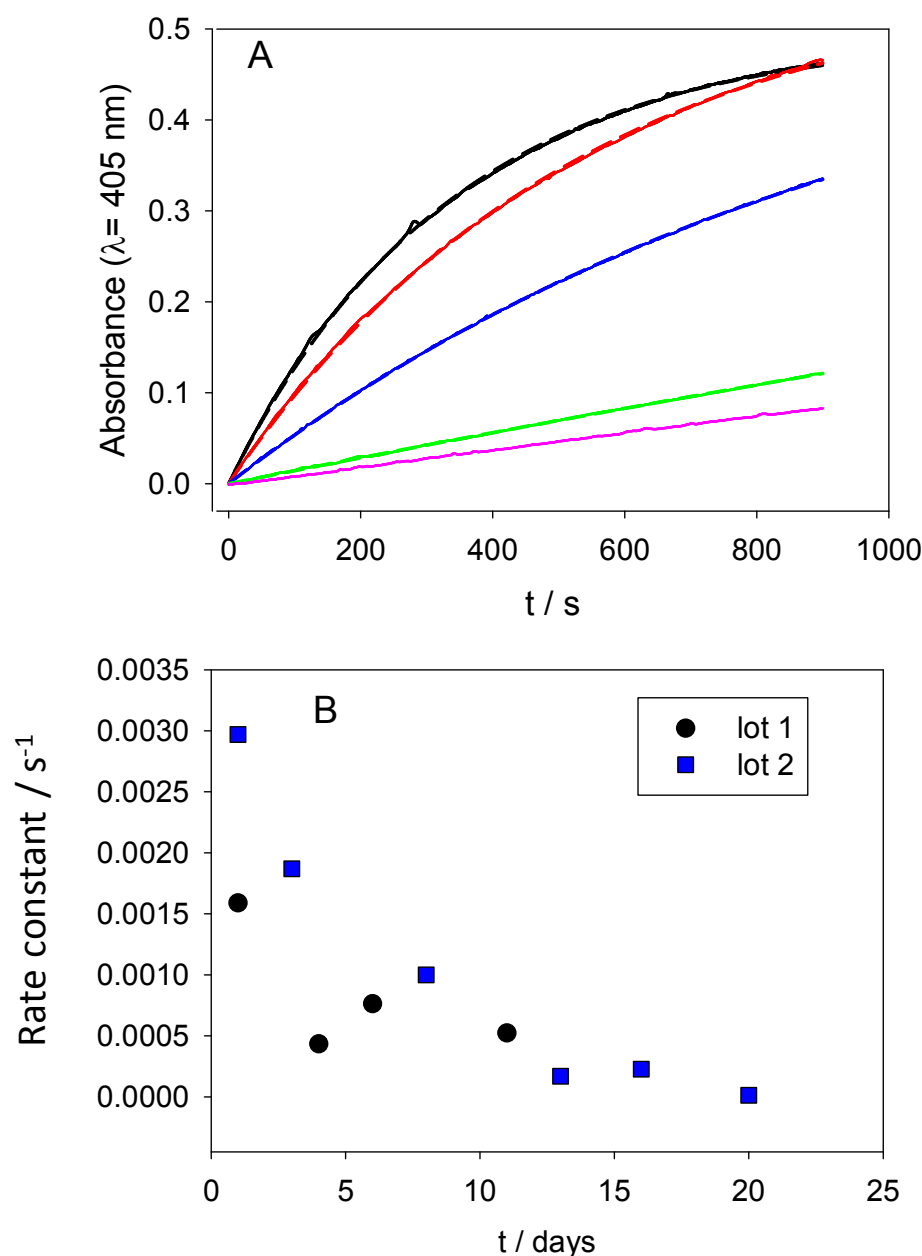 A
0.5
0.4
0.3
0.2
0.1
0.0
Absorbance (λ= 405 nm)
0 200 400 600 800 1000
t / s
B
0.0035
0.0030
0.0025
0.0020
0.0015
0.0010
0.0005
0.0000
Rate constant / s⁻¹
lot 1
lot 2
0 5 10 15 20 25
t / days